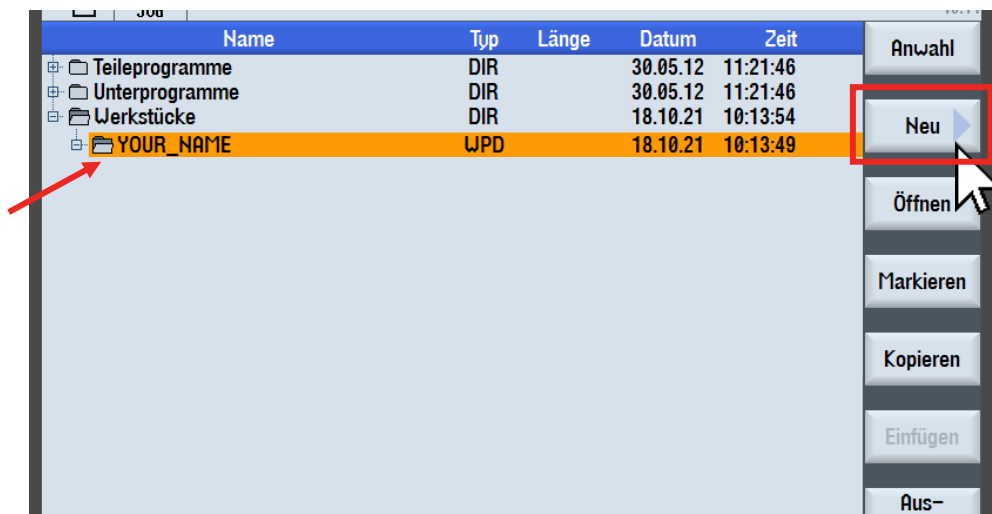 JOG
Name Typ Länge Datum Zeit
Teileprogramme DIR 30.05.12 11:21:46
Unterprogramme DIR 30.05.12 11:21:46
Werkstücke DIR 18.10.21 10:13:54
YOUR_NAME WPD 18.10.21 10:13:49
Anwahl
Neu
Öffnen
Markieren
Kopieren
Einfügen
Aus-